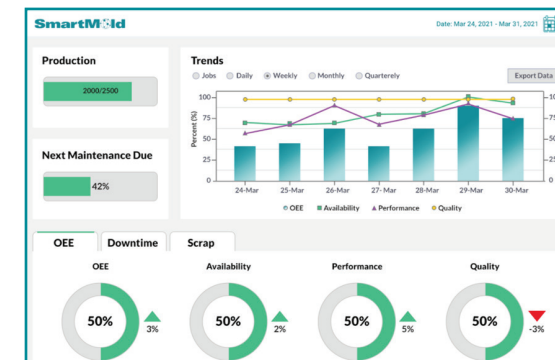 SmartMold
Date: Mar 24, 2021 - Mar 31, 2021
Production
2000/2500
Next Maintenance Due
42%
Trends
Jobs Daily Weekly Monthly Quarterely
Export Data
Percent (%)
100
75
50
25
0
24-Mar 25-Mar 26-Mar 27-Mar 28-Mar 29-Mar 30-Mar
OEE Availability Performance Quality
OEE Downtime Scrap
OEE Availability Performance Quality
50% 3% 50% 2% 50% 5% 50% -3%